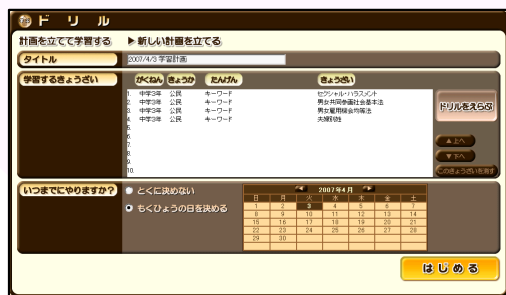 ドリル
計画を立てて学習する ▶新しい計画を立てる
タイトル 2007/4/3 学習計画
学習するきょうざい がくねん きょうか たんげん きょうざい
1. 中学3年 公民 キーワード セクシャル・ハラスメント
2. 中学3年 公民 キーワード 男女共同参画社会基本法
3. 中学3年 公民 キーワード 男女雇用機会均等法
4. 中学3年 公民 キーワード 夫婦別姓
5.
6.
7.
8.
9.
10.
ドリルをえらぶ
▲上へ
▼下へ
このきょうざいを消す
いつまでにやりますか?
とくに決めない
もくひょうの日を決める
2007年4月
日 月 火 水 木 金 土
1 2 3 4 5 6 7
8 9 10 11 12 13 14
15 16 17 18 19 20 21
22 23 24 25 26 27 28
29 30
はじめる